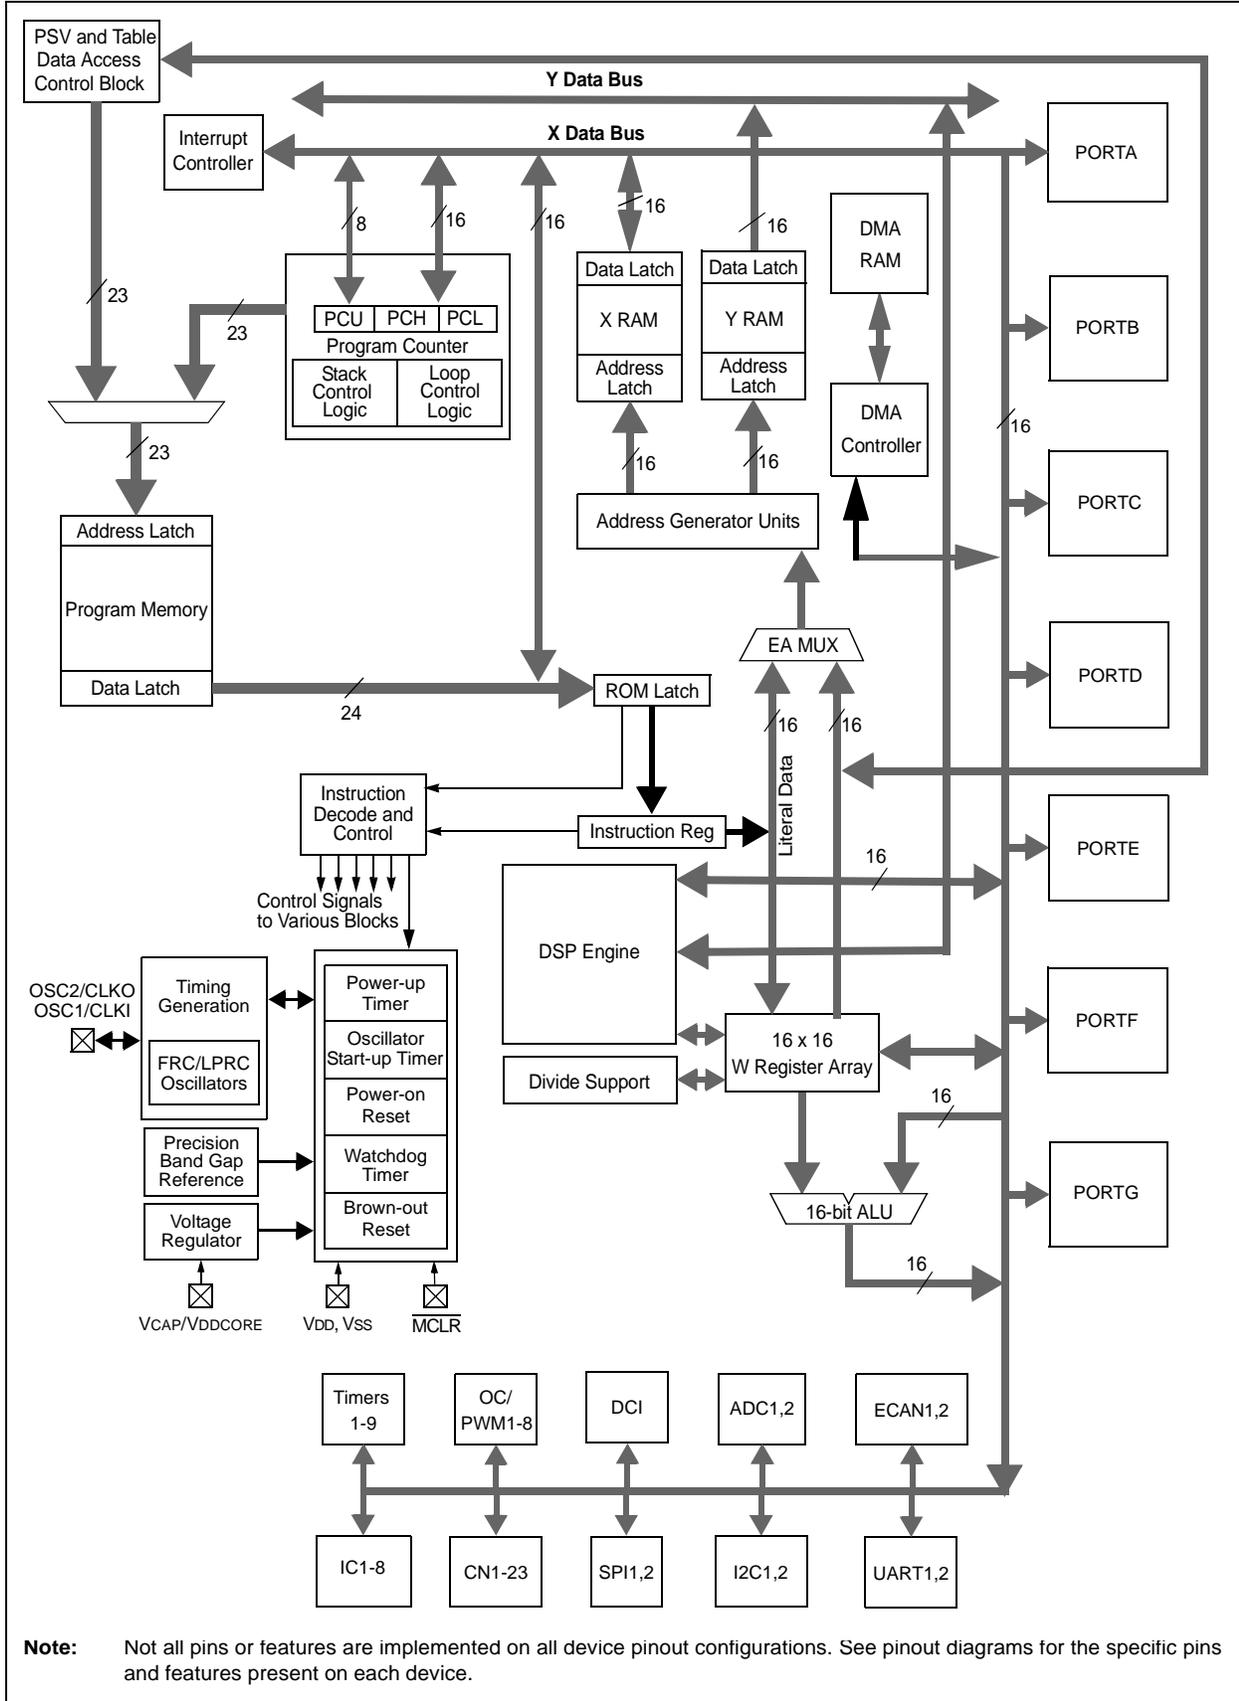 PSV and Table
Data Access
Control Block
Y Data Bus
X Data Bus
Interrupt
Controller
PORTA
8
16
16
16
16
DMA
RAM
23
23
Data Latch
X RAM
Address
Latch
Data Latch
Y RAM
Address
Latch
PORTB
PCU
PCH
PCL
Program Counter
Stack
Control
Logic
Loop
Control
Logic
DMA
Controller
16
23
16
16
PORTC
Address Latch
Program Memory
Data Latch
Address Generator Units
EA MUX
PORTD
24
ROM Latch
16
16
Literal Data
Instruction
Decode and
Control
Instruction Reg
PORTE
16
Control Signals
to Various Blocks
DSP Engine
OSC2/CLKO
OSC1/CLKI
Timing
Generation
FRC/LPRC
Oscillators
Power-up
Timer
Oscillator
Start-up Timer
Power-on
Reset
Watchdog
Timer
Brown-out
Reset
PORTF
16 x 16
W Register Array
Divide Support
16
Precision
Band Gap
Reference
Voltage
Regulator
PORTG
16-bit ALU
16
VCAP/VDDCORE
VDD, VSS
MCLR
Timers
1-9
OC/
PWM1-8
DCI
ADC1,2
ECAN1,2
IC1-8
CN1-23
SPI1,2
I2C1,2
UART1,2
Note: Not all pins or features are implemented on all device pinout configurations. See pinout diagrams for the specific pins
and features present on each device.